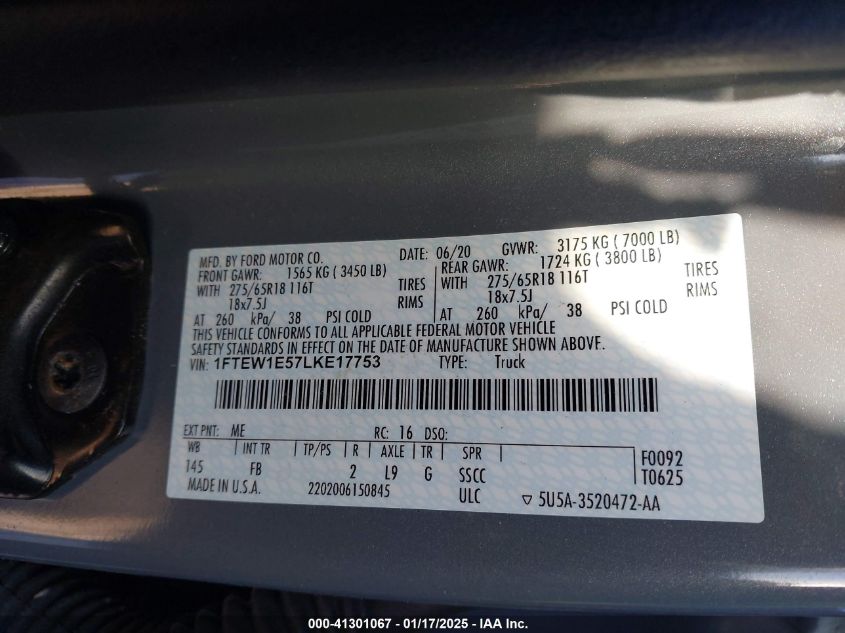 MFD. BY FORD MOTOR CO. DATE: 06/20 GVWR: 3175 KG ( 7000 LB)
FRONT GAWR: 1565 KG ( 3450 LB) REAR GAWR: 1724 KG ( 3800 LB)
WITH 275/65R18 116T TIRES WITH 275/65R18 116T TIRES
18x7.5J RIMS 18x7.5J RIMS
AT 260 kPa/ 38 PSI COLD AT 260 kPa/ 38 PSI COLD
THIS VEHICLE CONFORMS TO ALL APPLICABLE FEDERAL MOTOR VEHICLE
SAFETY STANDARDS IN EFFECT ON THE DATE OF MANUFACTURE SHOWN ABOVE.
VIN: 1FTEW1E57LKE17753 TYPE: Truck
EXT PNT: ME RC: 16 DSO:
WB INT TR TP/PS R AXLE TR SPR F0092
145 FB 2 L9 G SSCC T0625
MADE IN U.S.A. 2202006150845 ULC ▽ 5U5A-3520472-AA
000-41301067 - 01/17/2025 - IAA Inc.